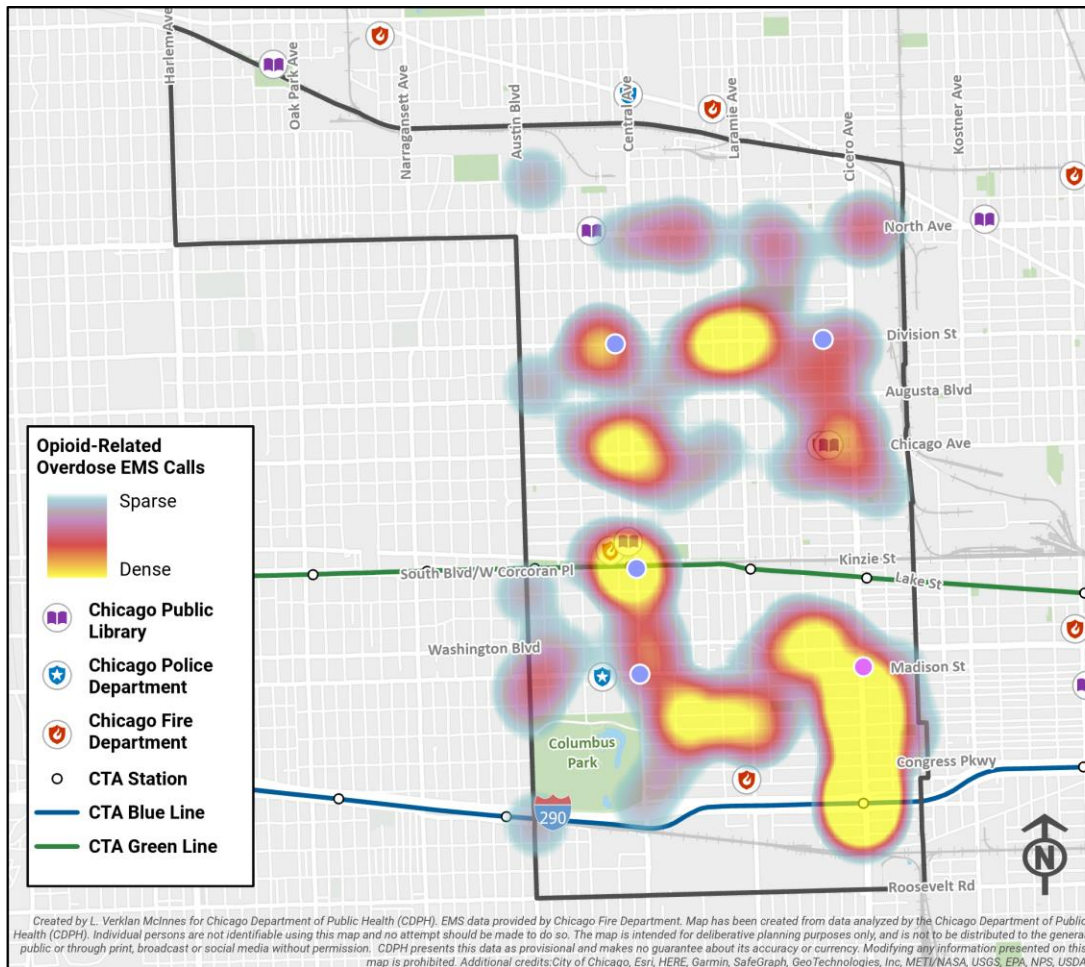 Harlem Ave
Oak Park Ave
Narragansett Ave
Austin Blvd
Central Ave
Laramie Ave
Cicero Ave
Kostner Ave
North Ave
Division St
Augusta Blvd
Chicago Ave
Opioid-Related
Overdose EMS Calls
Sparse
Dense
Chicago Public
Library
Chicago Police
Department
Chicago Fire
Department
CTA Station
CTA Blue Line
CTA Green Line
Kinzie St
South Blvd/W Corcoran Pl
Lake St
Washington Blvd
Madison St
Columbus
Park
Congress Pkwy
290
N
Roosevelt Rd
Created by L. Verklan McInnes for Chicago Department of Public Health (CDPH). EMS data provided by Chicago Fire Department. Map has been created from data analyzed by the Chicago Department of Public
Health (CDPH). Individual persons are not identifiable using this map and no attempt should be made to do so. The map is intended for deliberative planning purposes only, and is not to be distributed to the general
public or through print, broadcast or social media without permission. CDPH presents this data as provisional and makes no guarantee about its accuracy or currency. Modifying any information presented on this
map is prohibited. Additional credits:City of Chicago, Esri, HERE, Garmin, SafeGraph, GeoTechnologies, Inc, METI/NASA, USGS, EPA, NPS, USDA